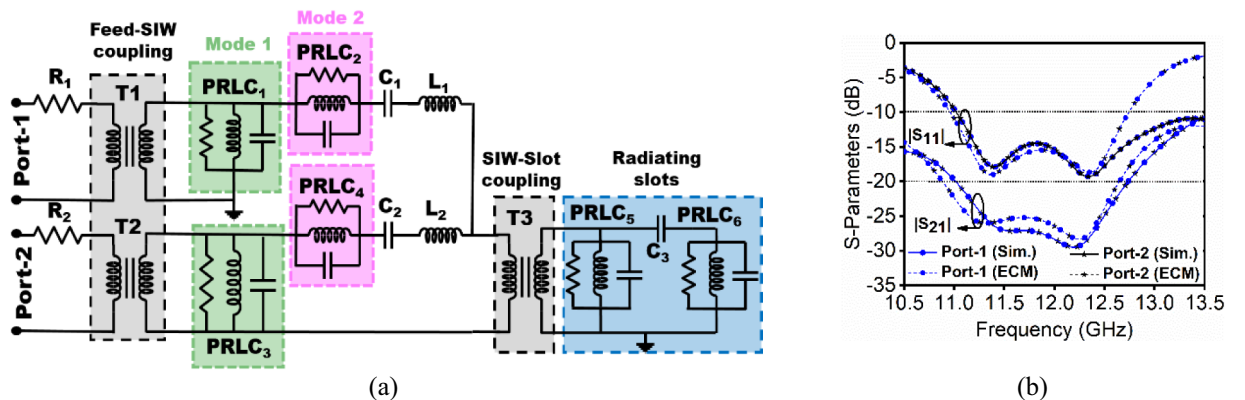 Feed-SIW
coupling
Mode 1
Mode 2
PRLC2
R1
T1
PRLC1
C1
L1
Port-1
SIW-Slot
coupling
Radiating
slots
PRLC4
R2
T2
C2
L2
T3
PRLC5
PRLC6
C3
Port-2
PRLC3
(a)
S-Parameters (dB)
0
-5
-10
-15
-20
-25
-30
-35
|S11|
|S21|
Port-1 (Sim.)
Port-2 (Sim.)
Port-1 (ECM)
Port-2 (ECM)
10.5 11.0 11.5 12.0 12.5 13.0 13.5
Frequency (GHz)
(b)